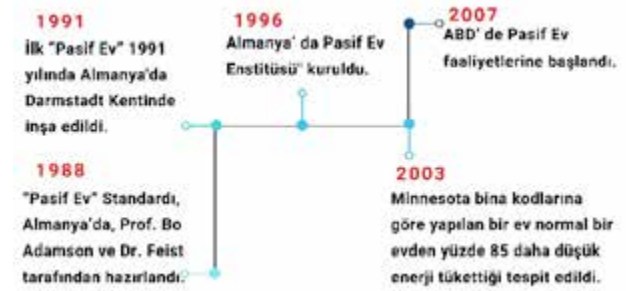 1991
İlk "Pasif Ev" 1991
yılında Almanya'da
Darmstadt Kentinde
inşa edildi.
1996
Almanya' da Pasif Ev
Enstitüsü" kuruldu.
2007
ABD' de Pasif Ev
faaliyetlerine başlandı.
1988
"Pasif Ev" Standardı,
Almanya'da, Prof. Bo
Adamson ve Dr. Feist
tarafından hazırlandı.
2003
Minnesota bina kodlarına
göre yapılan bir ev normal bir
evden yüzde 85 daha düşük
enerji tükettiği tespit edildi.